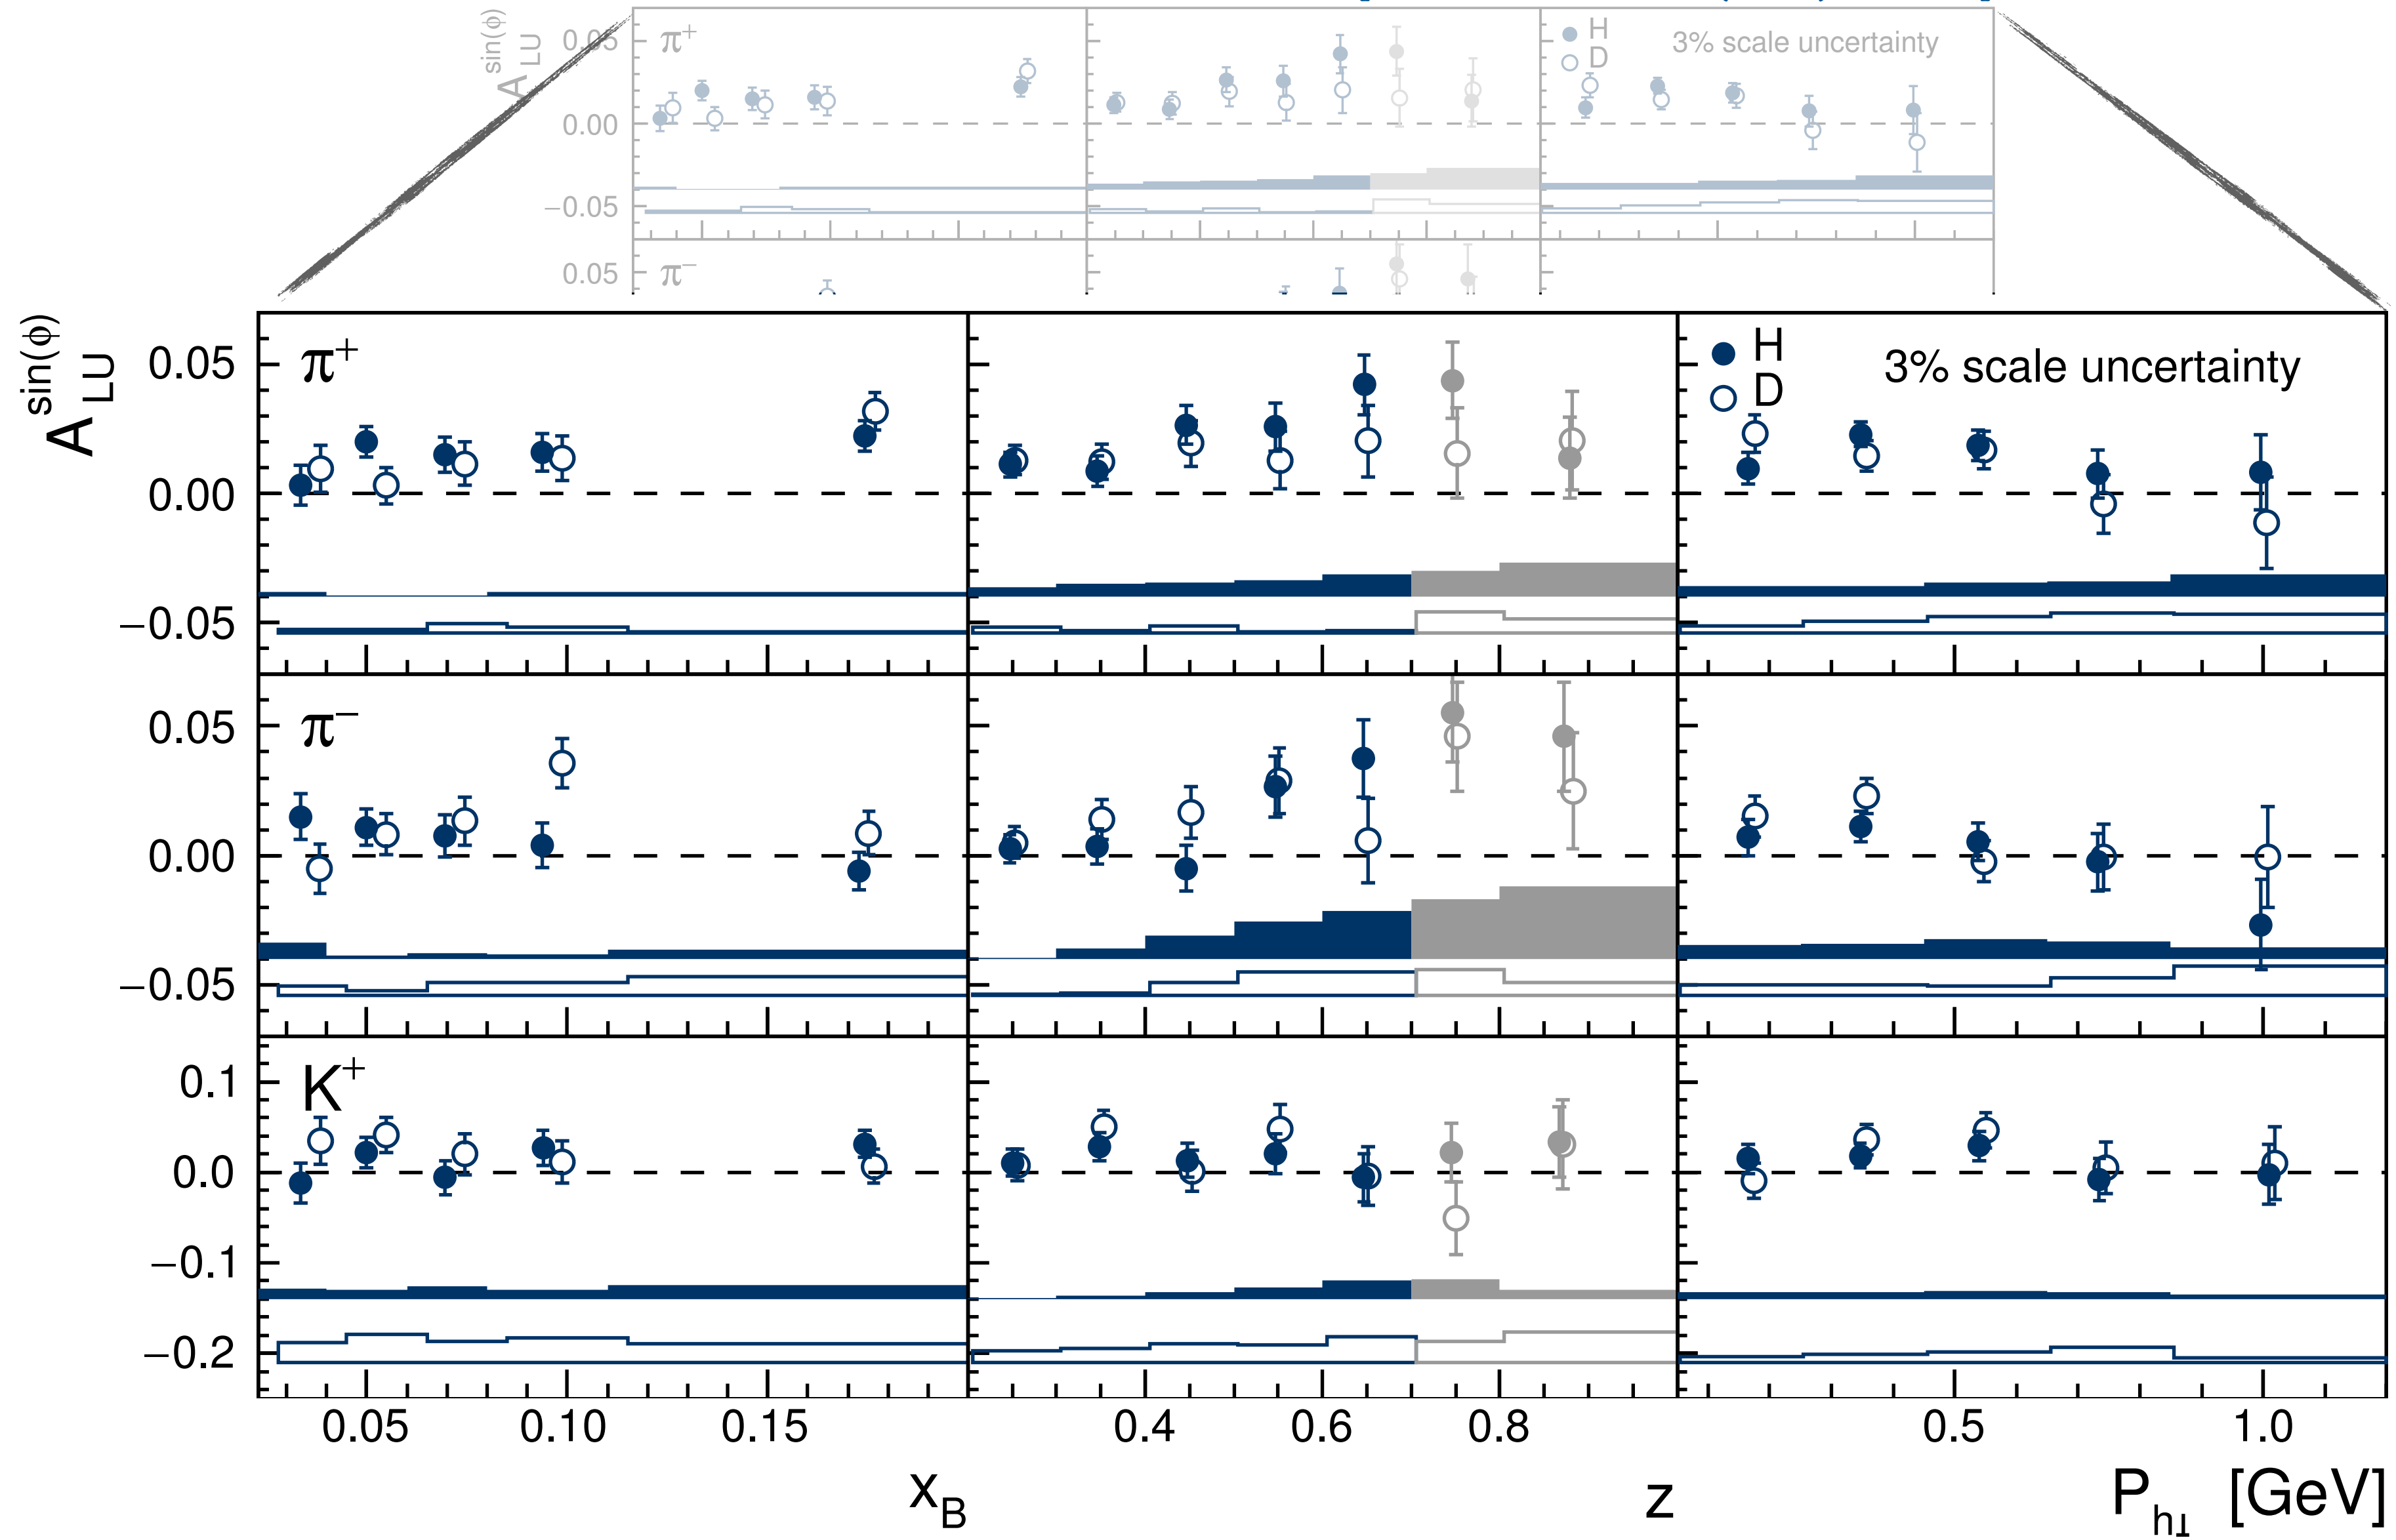 A_LU^sin(φ)
0.05
π⁺
H
D
3% scale uncertainty
0.00
−0.05
0.05
π⁻
A_LU^sin(φ)
0.05
π⁺
H
D
3% scale uncertainty
0.00
−0.05
0.05
π⁻
0.00
−0.05
0.1
K⁺
0.0
−0.1
−0.2
0.05 0.10 0.15 0.4 0.6 0.8 0.5 1.0
x_B z P_h⊥ [GeV]